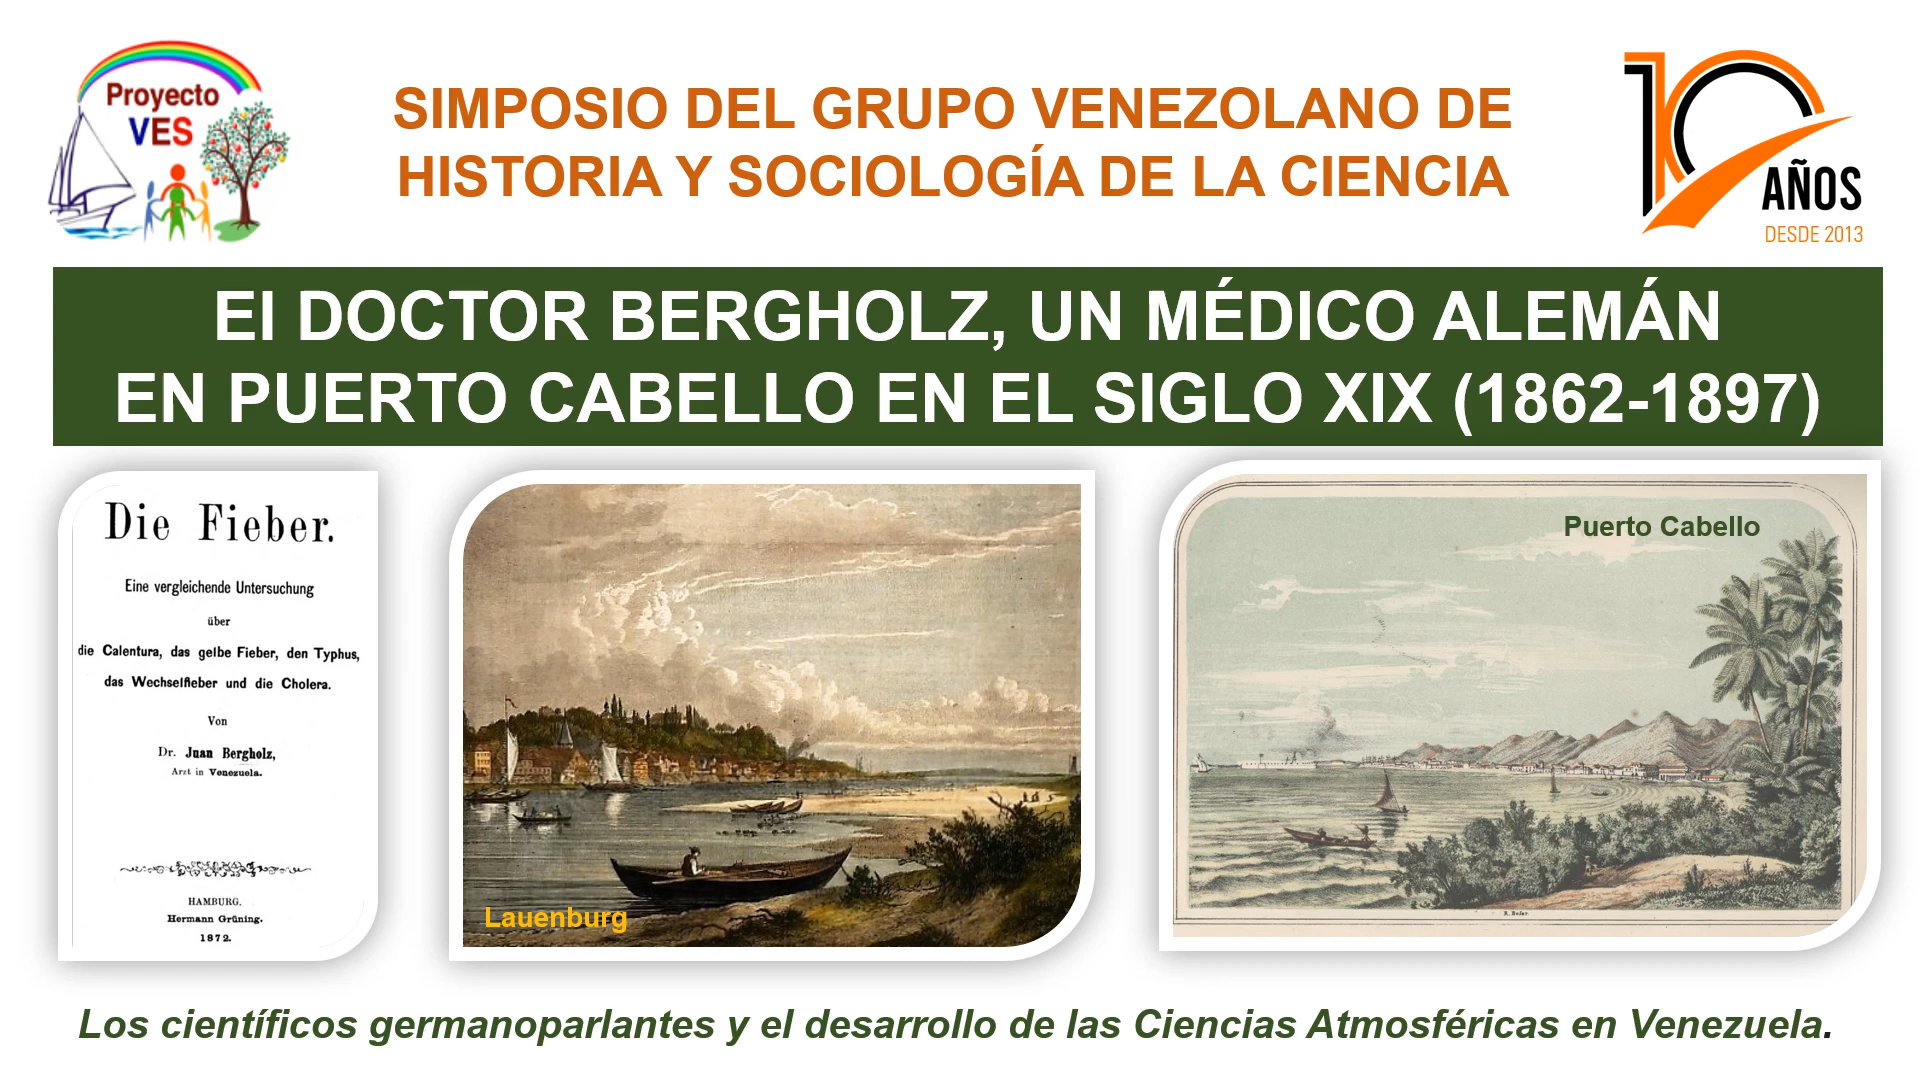 Proyecto
VES
SIMPOSIO DEL GRUPO VENEZOLANO DE
HISTORIA Y SOCIOLOGÍA DE LA CIENCIA
10
AÑOS
DESDE 2013
El DOCTOR BERGHOLZ, UN MÉDICO ALEMÁN
EN PUERTO CABELLO EN EL SIGLO XIX (1862-1897)
Die Fieber.
Eine vergleichende Untersuchung
über
die Calentura, das gelbe Fieber, den Typhus,
das Wechselfieber und die Cholera.
Von
Dr. Juan Bergholz,
Arzt in Venezuela.
HAMBURG.
Hermann Grüning.
1872.
Lauenburg
Puerto Cabello
Los científicos germanoparlantes y el desarrollo de las Ciencias Atmosféricas en Venezuela.